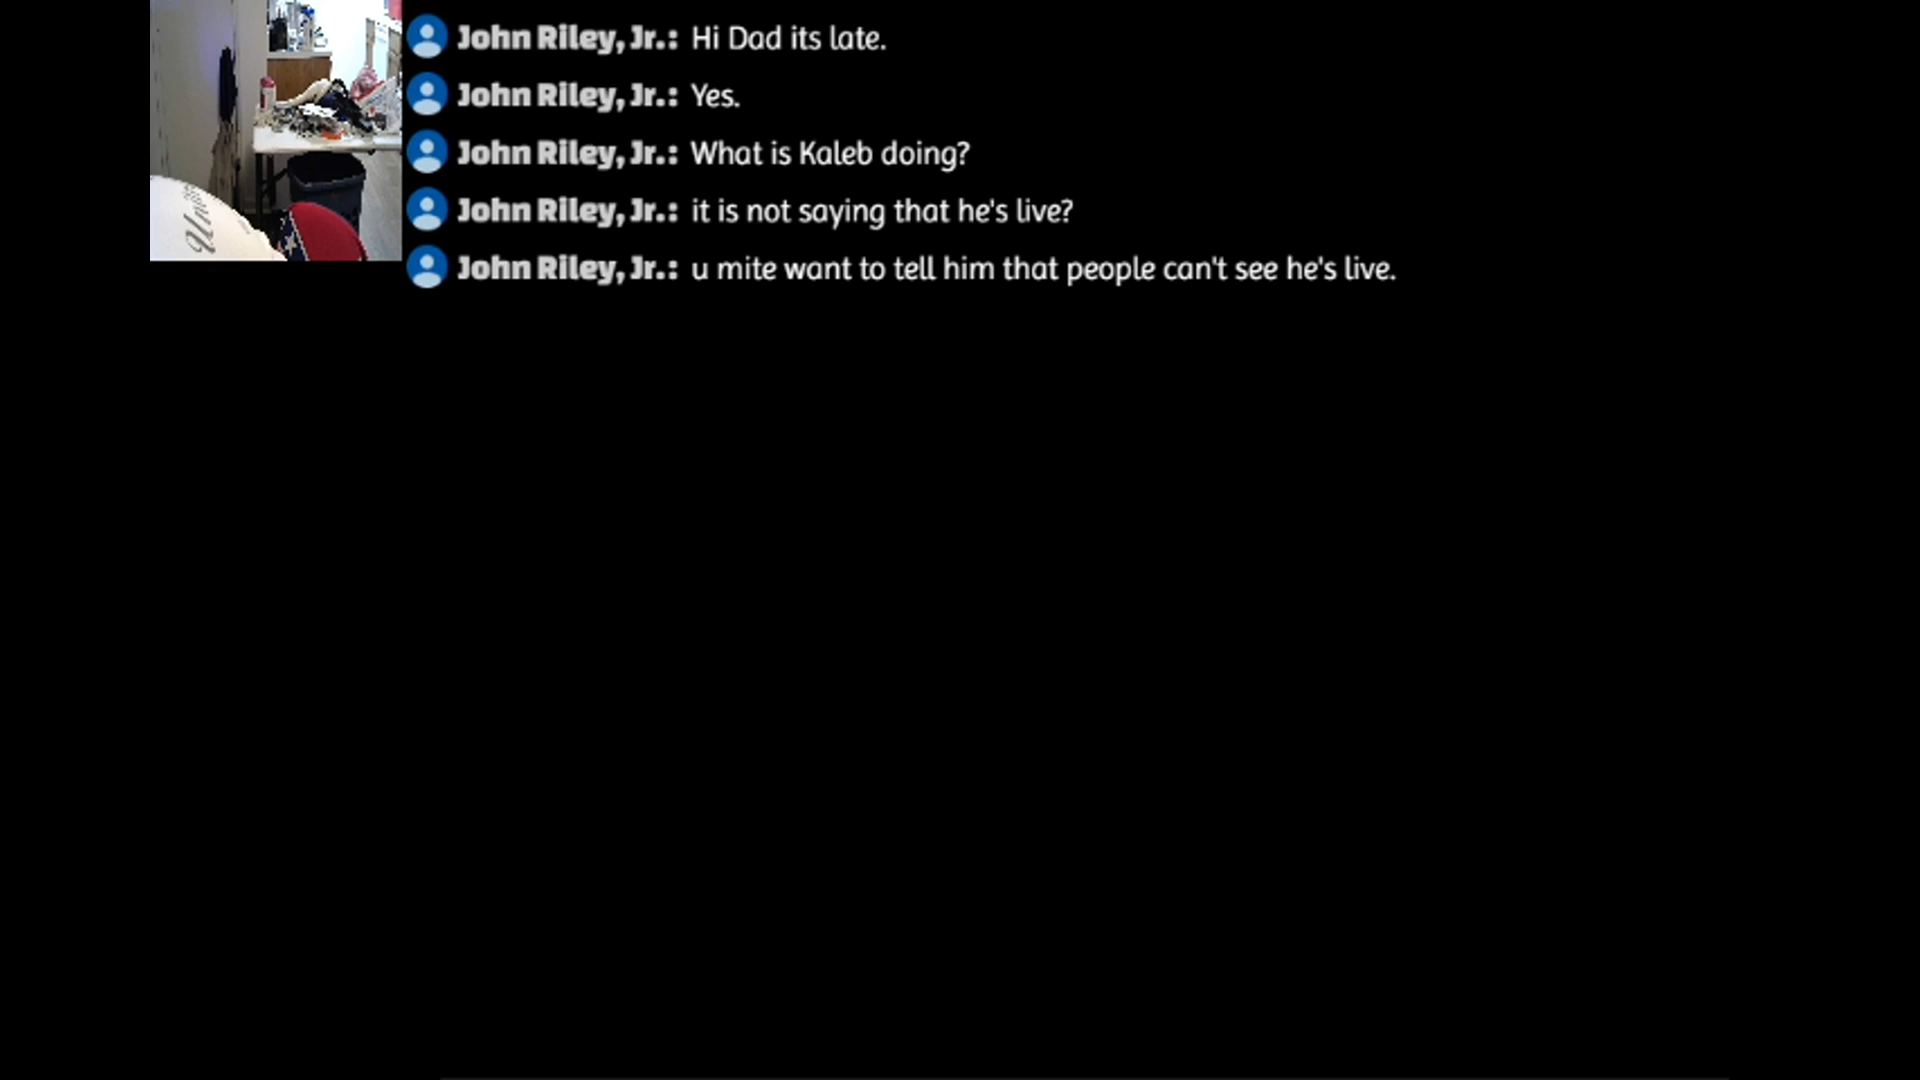 John Riley, Jr.: Hi Dad its late.
John Riley, Jr.: Yes.
John Riley, Jr.: What is Kaleb doing?
John Riley, Jr.: it is not saying that he's live?
John Riley, Jr.: u mite want to tell him that people can't see he's live.